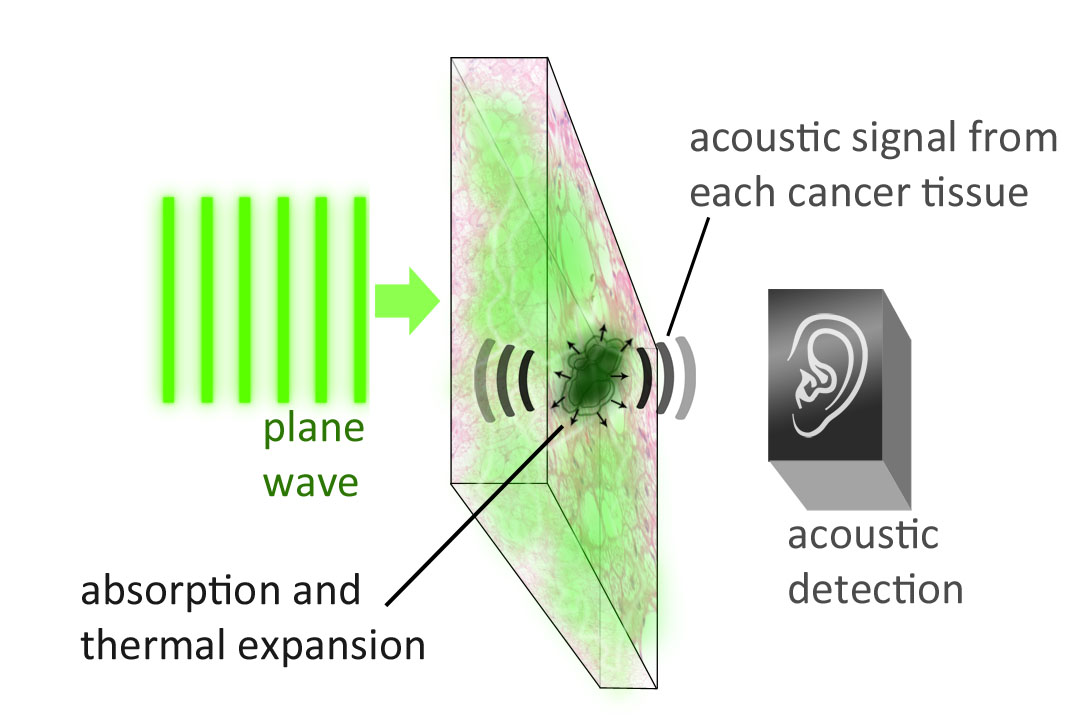 acoustic signal from
each cancer tissue
plane
wave
acoustic
detection
absorption and
thermal expansion